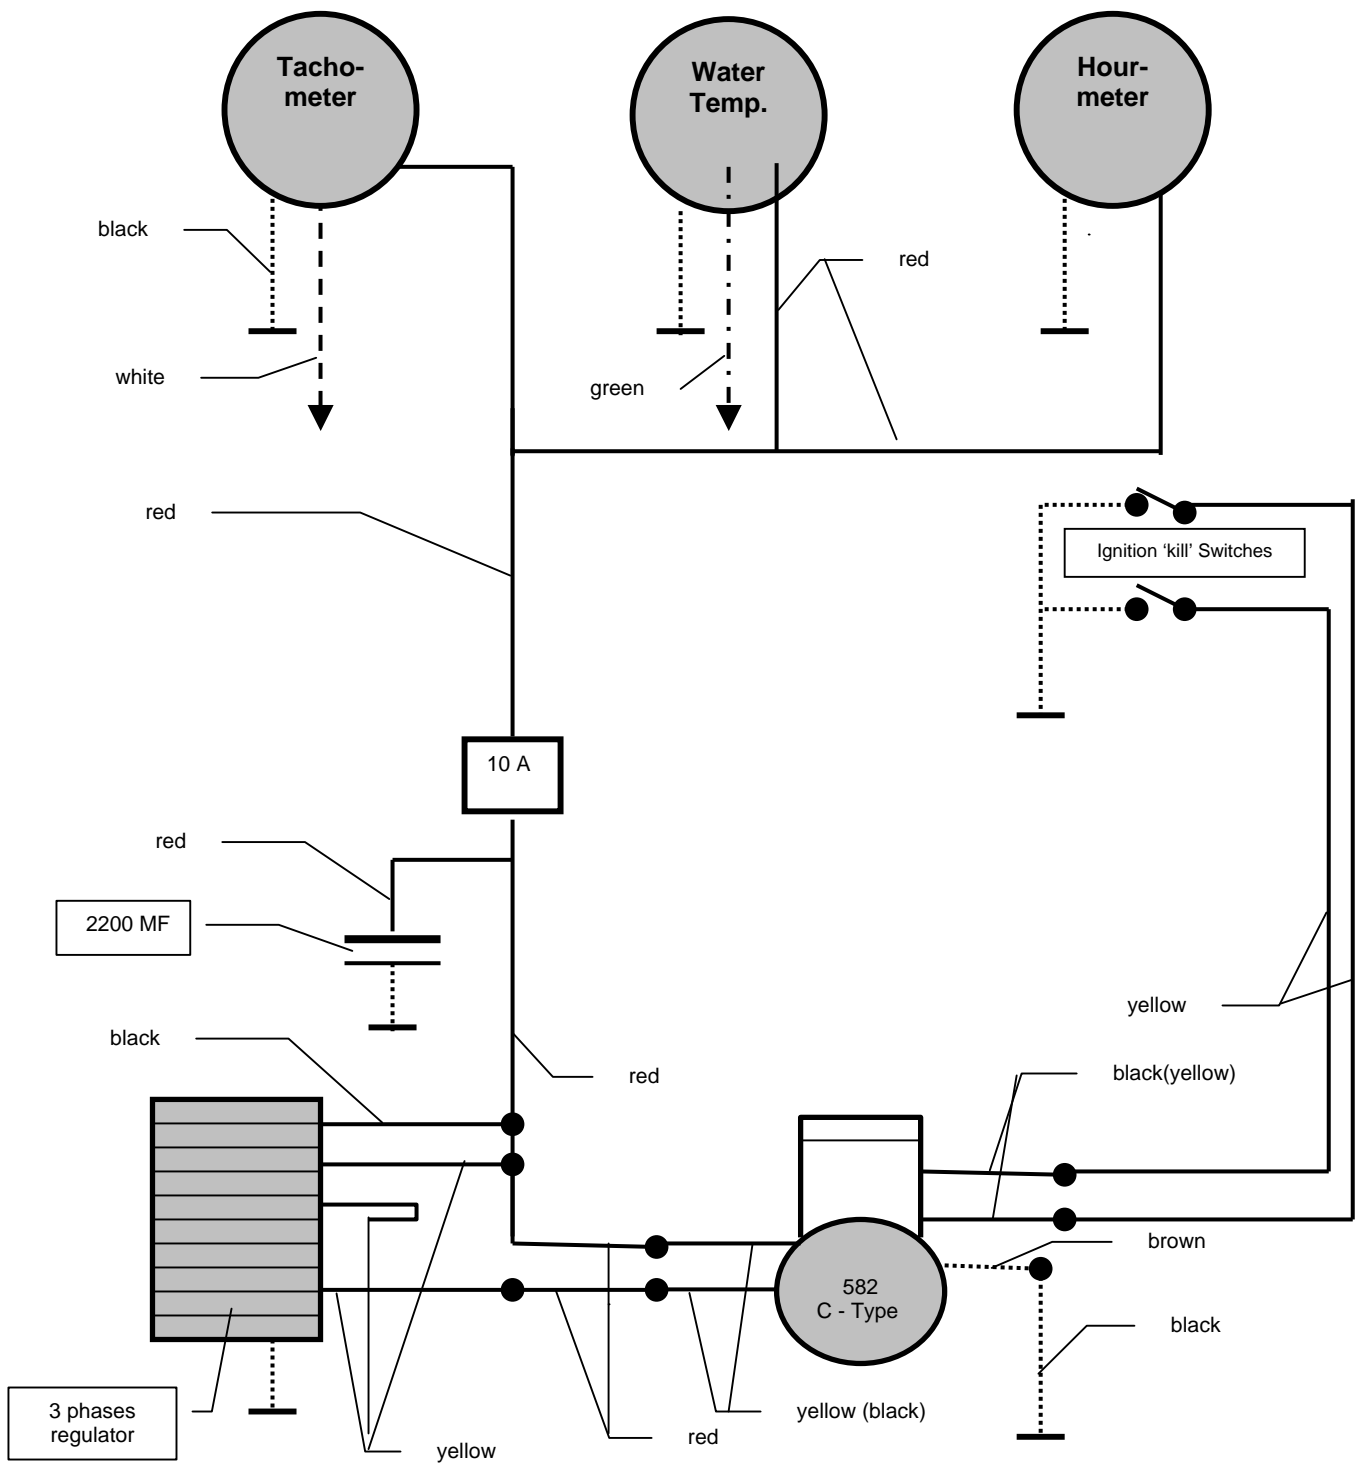 Tacho-
meter
Water
Temp.
Hour-
meter
black
red
white
green
red
Ignition ‘kill’ Switches
10 A
red
2200 MF
yellow
black
red
black(yellow)
brown
582
C - Type
black
3 phases
regulator
yellow (black)
red
yellow